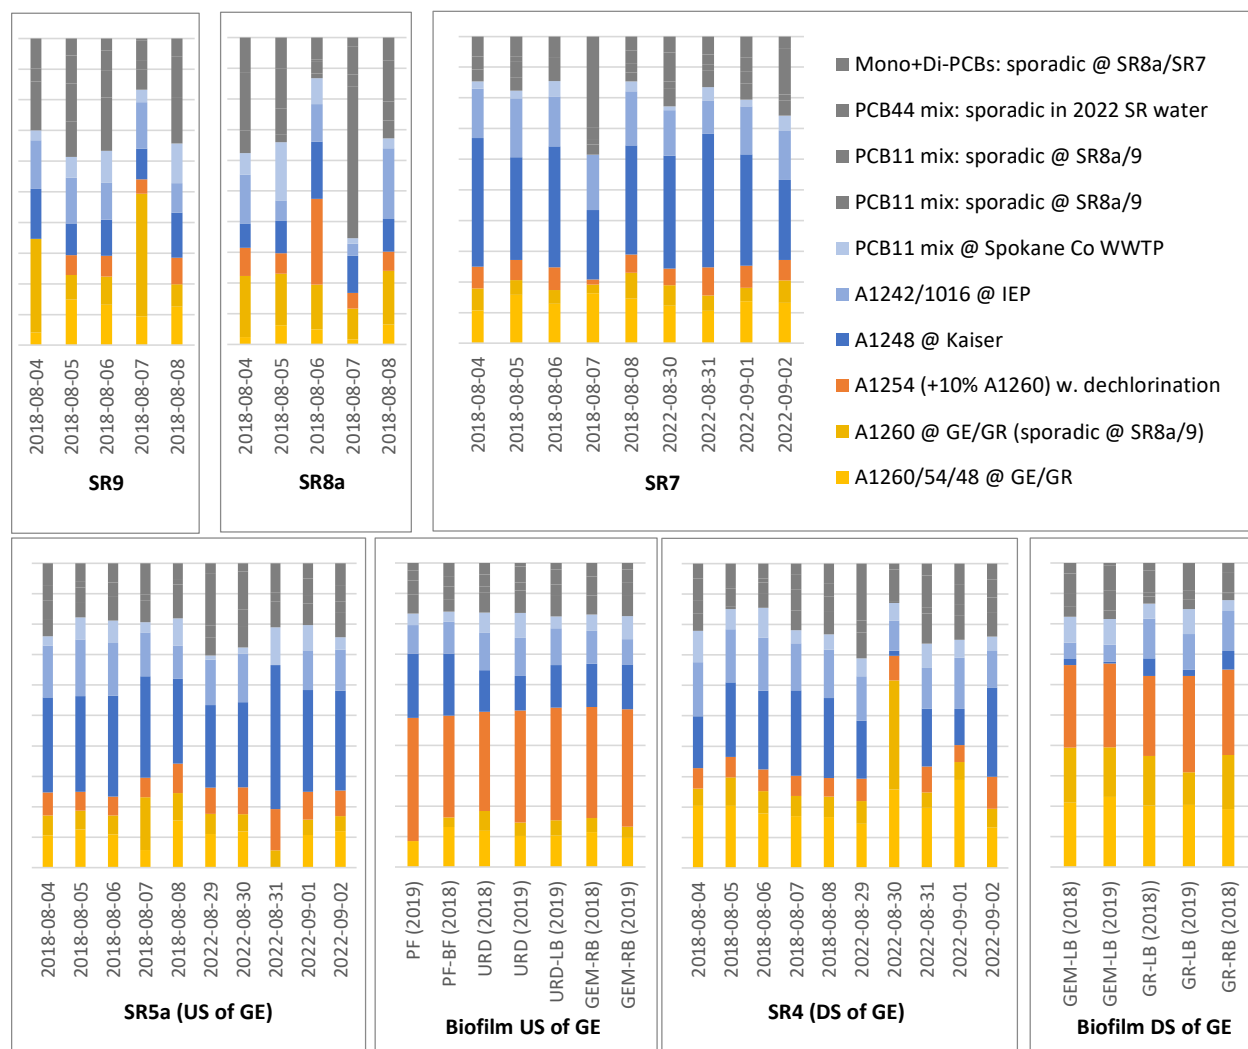 2018-08-04
2018-08-05
2018-08-06
2018-08-07
2018-08-08
SR9
2018-08-04
2018-08-05
2018-08-06
2018-08-07
2018-08-08
SR8a
2018-08-04
2018-08-05
2018-08-06
2018-08-07
2018-08-08
2022-08-30
2022-08-31
2022-09-01
2022-09-02
SR7
Mono+Di-PCBs: sporadic @ SR8a/SR7
PCB44 mix: sporadic in 2022 SR water
PCB11 mix: sporadic @ SR8a/9
PCB11 mix: sporadic @ SR8a/9
PCB11 mix @ Spokane Co WWTP
A1242/1016 @ IEP
A1248 @ Kaiser
A1254 (+10% A1260) w. dechlorination
A1260 @ GE/GR (sporadic @ SR8a/9)
A1260/54/48 @ GE/GR
2018-08-04
2018-08-05
2018-08-06
2018-08-07
2018-08-08
2022-08-29
2022-08-30
2022-08-31
2022-09-01
2022-09-02
SR5a (US of GE)
PF (2019)
PF-BF (2018)
URD (2018)
URD (2019)
URD-LB (2019)
GEM-RB (2018)
GEM-RB (2019)
Biofilm US of GE
2018-08-04
2018-08-05
2018-08-06
2018-08-07
2018-08-08
2022-08-29
2022-08-30
2022-08-31
2022-09-01
2022-09-02
SR4 (DS of GE)
GEM-LB (2018)
GEM-LB (2019)
GR-LB (2018))
GR-LB (2019)
GR-RB (2018)
Biofilm DS of GE